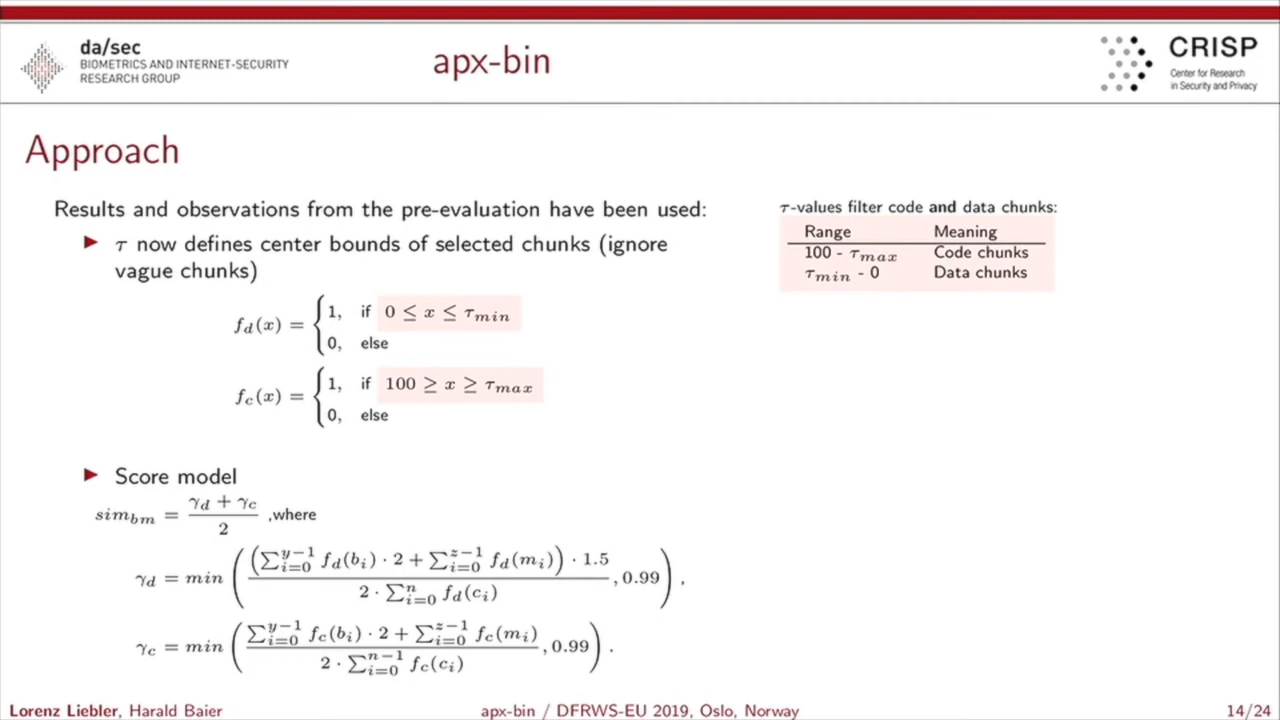 da/sec
BIOMETRICS AND INTERNET-SECURITY
RESEARCH GROUP
apx-bin
CRISP
Center for Research
in Security and Privacy
Approach
Results and observations from the pre-evaluation have been used:
▶ τ now defines center bounds of selected chunks (ignore
vague chunks)
f_d(x) = { 1, if 0 ≤ x ≤ τ_min
0, else
f_c(x) = { 1, if 100 ≥ x ≥ τ_max
0, else
▶ Score model
sim_bm = (γ_d + γ_c) / 2 ,where
γ_d = min ( ((∑_{i=0}^{y−1} f_d(b_i) · 2 + ∑_{i=0}^{z−1} f_d(m_i)) · 1.5) / (2 · ∑_{i=0}^{n} f_d(c_i)) , 0.99 ) ,
γ_c = min ( (∑_{i=0}^{y−1} f_c(b_i) · 2 + ∑_{i=0}^{z−1} f_c(m_i)) / (2 · ∑_{i=0}^{n−1} f_c(c_i)) , 0.99 ) .
τ-values filter code and data chunks:
Range Meaning
100 - τ_max Code chunks
τ_min - 0 Data chunks
Lorenz Liebler, Harald Baier
apx-bin / DFRWS-EU 2019, Oslo, Norway
14/24